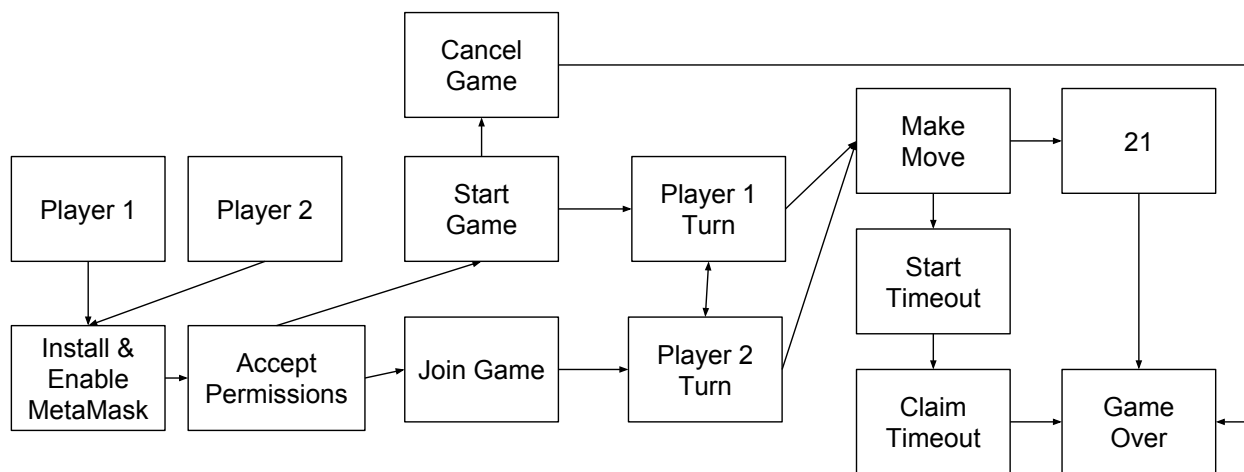 Cancel
Game
Player 1
Player 2
Start
Game
Player 1
Turn
Make
Move
21
Start
Timeout
Install &
Enable
MetaMask
Accept
Permissions
Join Game
Player 2
Turn
Claim
Timeout
Game
Over